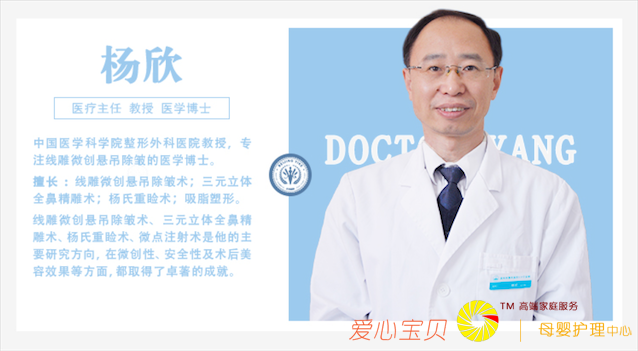 杨欣
医疗主任 教授 医学博士
中国医学科学院整形外科医院教授，专
注线雕微创悬吊除皱的医学博士。
擅长：线雕微创悬吊除皱术；三元立体
全鼻精雕术；杨氏重睑术；吸脂塑形。
线雕微创悬吊除皱术、三元立体全鼻精
雕术、杨氏重睑术、微点注射术是他的主
要研究方向，在微创性、安全性及术后美
容效果等方面，都取得了卓著的成就。
DOCTO YANG
TM 高端家庭服务
爱心宝贝
母婴护理中心